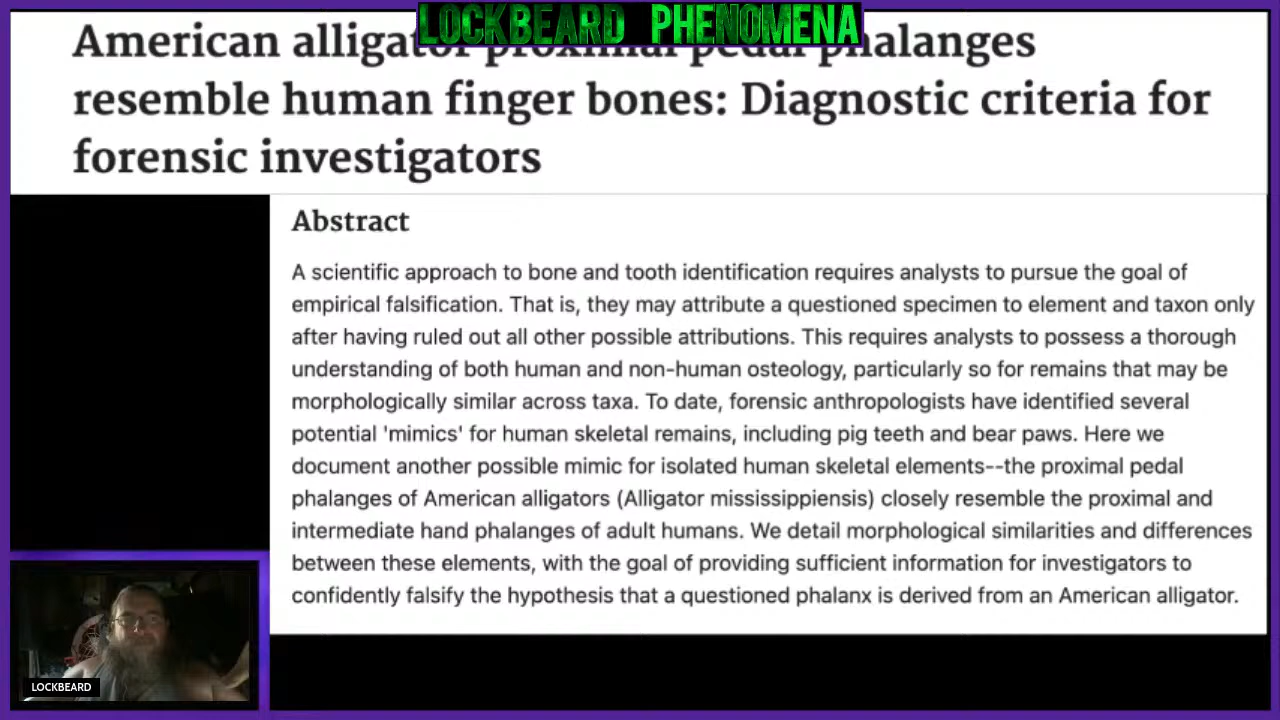 LOCKBEARD PHENOMENA
American alligator proximal pedal phalanges
resemble human finger bones: Diagnostic criteria for
forensic investigators
Abstract
A scientific approach to bone and tooth identification requires analysts to pursue the goal of
empirical falsification. That is, they may attribute a questioned specimen to element and taxon only
after having ruled out all other possible attributions. This requires analysts to possess a thorough
understanding of both human and non-human osteology, particularly so for remains that may be
morphologically similar across taxa. To date, forensic anthropologists have identified several
potential 'mimics' for human skeletal remains, including pig teeth and bear paws. Here we
document another possible mimic for isolated human skeletal elements--the proximal pedal
phalanges of American alligators (Alligator mississippiensis) closely resemble the proximal and
intermediate hand phalanges of adult humans. We detail morphological similarities and differences
between these elements, with the goal of providing sufficient information for investigators to
confidently falsify the hypothesis that a questioned phalanx is derived from an American alligator.
LOCKBEARD